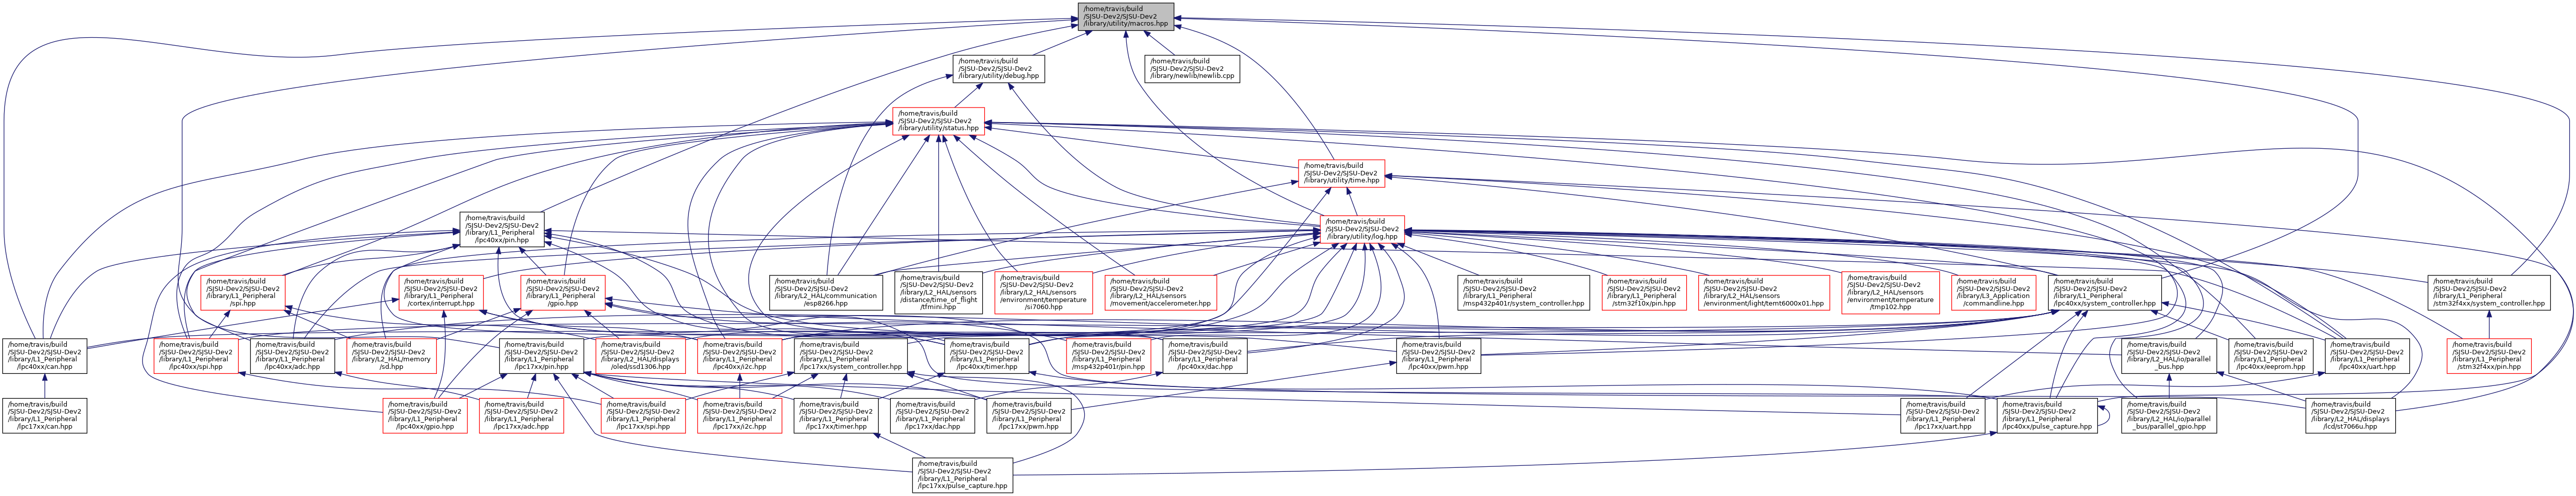 /home/travis/build
/SJSU-Dev2/SJSU-Dev2
/library/utility/macros.hpp
/home/travis/build
/SJSU-Dev2/SJSU-Dev2
/library/utility/debug.hpp
/home/travis/build
/SJSU-Dev2/SJSU-Dev2
/library/newlib/newlib.cpp
/home/travis/build
/SJSU-Dev2/SJSU-Dev2
/library/utility/status.hpp
/home/travis/build
/SJSU-Dev2/SJSU-Dev2
/library/utility/time.hpp
/home/travis/build
/SJSU-Dev2/SJSU-Dev2
/library/L1_Peripheral
/lpc40xx/pin.hpp
/home/travis/build
/SJSU-Dev2/SJSU-Dev2
/library/utility/log.hpp
/home/travis/build
/SJSU-Dev2/SJSU-Dev2
/library/L1_Peripheral
/spi.hpp
/home/travis/build
/SJSU-Dev2/SJSU-Dev2
/library/L1_Peripheral
/cortex/interrupt.hpp
/home/travis/build
/SJSU-Dev2/SJSU-Dev2
/library/L1_Peripheral
/gpio.hpp
/home/travis/build
/SJSU-Dev2/SJSU-Dev2
/library/L2_HAL/communication
/esp8266.hpp
/home/travis/build
/SJSU-Dev2/SJSU-Dev2
/library/L2_HAL/sensors
/distance/time_of_flight
/tfmini.hpp
/home/travis/build
/SJSU-Dev2/SJSU-Dev2
/library/L2_HAL/sensors
/environment/temperature
/si7060.hpp
/home/travis/build
/SJSU-Dev2/SJSU-Dev2
/library/L2_HAL/sensors
/movement/accelerometer.hpp
/home/travis/build
/SJSU-Dev2/SJSU-Dev2
/library/L1_Peripheral
/msp432p401r/system_controller.hpp
/home/travis/build
/SJSU-Dev2/SJSU-Dev2
/library/L1_Peripheral
/stm32f10x/pin.hpp
/home/travis/build
/SJSU-Dev2/SJSU-Dev2
/library/L2_HAL/sensors
/environment/light/temt6000x01.hpp
/home/travis/build
/SJSU-Dev2/SJSU-Dev2
/library/L2_HAL/sensors
/environment/temperature
/tmp102.hpp
/home/travis/build
/SJSU-Dev2/SJSU-Dev2
/library/L3_Application
/commandline.hpp
/home/travis/build
/SJSU-Dev2/SJSU-Dev2
/library/L1_Peripheral
/lpc40xx/system_controller.hpp
/home/travis/build
/SJSU-Dev2/SJSU-Dev2
/library/L1_Peripheral
/stm32f4xx/system_controller.hpp
/home/travis/build
/SJSU-Dev2/SJSU-Dev2
/library/L1_Peripheral
/lpc40xx/can.hpp
/home/travis/build
/SJSU-Dev2/SJSU-Dev2
/library/L1_Peripheral
/lpc40xx/spi.hpp
/home/travis/build
/SJSU-Dev2/SJSU-Dev2
/library/L1_Peripheral
/lpc40xx/adc.hpp
/home/travis/build
/SJSU-Dev2/SJSU-Dev2
/library/L2_HAL/memory
/sd.hpp
/home/travis/build
/SJSU-Dev2/SJSU-Dev2
/library/L1_Peripheral
/lpc17xx/pin.hpp
/home/travis/build
/SJSU-Dev2/SJSU-Dev2
/library/L2_HAL/displays
/oled/ssd1306.hpp
/home/travis/build
/SJSU-Dev2/SJSU-Dev2
/library/L1_Peripheral
/lpc40xx/i2c.hpp
/home/travis/build
/SJSU-Dev2/SJSU-Dev2
/library/L1_Peripheral
/lpc17xx/system_controller.hpp
/home/travis/build
/SJSU-Dev2/SJSU-Dev2
/library/L1_Peripheral
/lpc40xx/timer.hpp
/home/travis/build
/SJSU-Dev2/SJSU-Dev2
/library/L1_Peripheral
/msp432p401r/pin.hpp
/home/travis/build
/SJSU-Dev2/SJSU-Dev2
/library/L1_Peripheral
/lpc40xx/dac.hpp
/home/travis/build
/SJSU-Dev2/SJSU-Dev2
/library/L1_Peripheral
/lpc40xx/pwm.hpp
/home/travis/build
/SJSU-Dev2/SJSU-Dev2
/library/L2_HAL/io/parallel
_bus.hpp
/home/travis/build
/SJSU-Dev2/SJSU-Dev2
/library/L1_Peripheral
/lpc40xx/eeprom.hpp
/home/travis/build
/SJSU-Dev2/SJSU-Dev2
/library/L1_Peripheral
/lpc40xx/uart.hpp
/home/travis/build
/SJSU-Dev2/SJSU-Dev2
/library/L1_Peripheral
/stm32f4xx/pin.hpp
/home/travis/build
/SJSU-Dev2/SJSU-Dev2
/library/L1_Peripheral
/lpc17xx/can.hpp
/home/travis/build
/SJSU-Dev2/SJSU-Dev2
/library/L1_Peripheral
/lpc40xx/gpio.hpp
/home/travis/build
/SJSU-Dev2/SJSU-Dev2
/library/L1_Peripheral
/lpc17xx/adc.hpp
/home/travis/build
/SJSU-Dev2/SJSU-Dev2
/library/L1_Peripheral
/lpc17xx/spi.hpp
/home/travis/build
/SJSU-Dev2/SJSU-Dev2
/library/L1_Peripheral
/lpc17xx/i2c.hpp
/home/travis/build
/SJSU-Dev2/SJSU-Dev2
/library/L1_Peripheral
/lpc17xx/timer.hpp
/home/travis/build
/SJSU-Dev2/SJSU-Dev2
/library/L1_Peripheral
/lpc17xx/dac.hpp
/home/travis/build
/SJSU-Dev2/SJSU-Dev2
/library/L1_Peripheral
/lpc17xx/pwm.hpp
/home/travis/build
/SJSU-Dev2/SJSU-Dev2
/library/L1_Peripheral
/lpc17xx/uart.hpp
/home/travis/build
/SJSU-Dev2/SJSU-Dev2
/library/L1_Peripheral
/lpc40xx/pulse_capture.hpp
/home/travis/build
/SJSU-Dev2/SJSU-Dev2
/library/L2_HAL/io/parallel
_bus/parallel_gpio.hpp
/home/travis/build
/SJSU-Dev2/SJSU-Dev2
/library/L2_HAL/displays
/lcd/st7066u.hpp
/home/travis/build
/SJSU-Dev2/SJSU-Dev2
/library/L1_Peripheral
/lpc17xx/pulse_capture.hpp